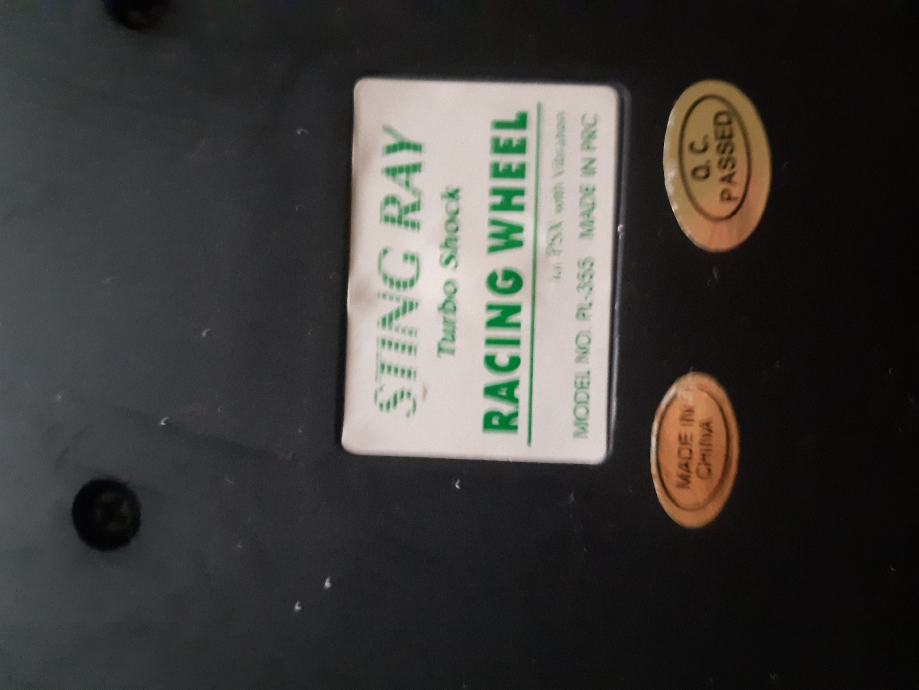 STING RAY
Turbo Shock
RACING WHEEL
for PSX with Vibration
MODEL NO. PL-355 MADE IN PRC
Q. C.
PASSED
MADE IN
CHINA